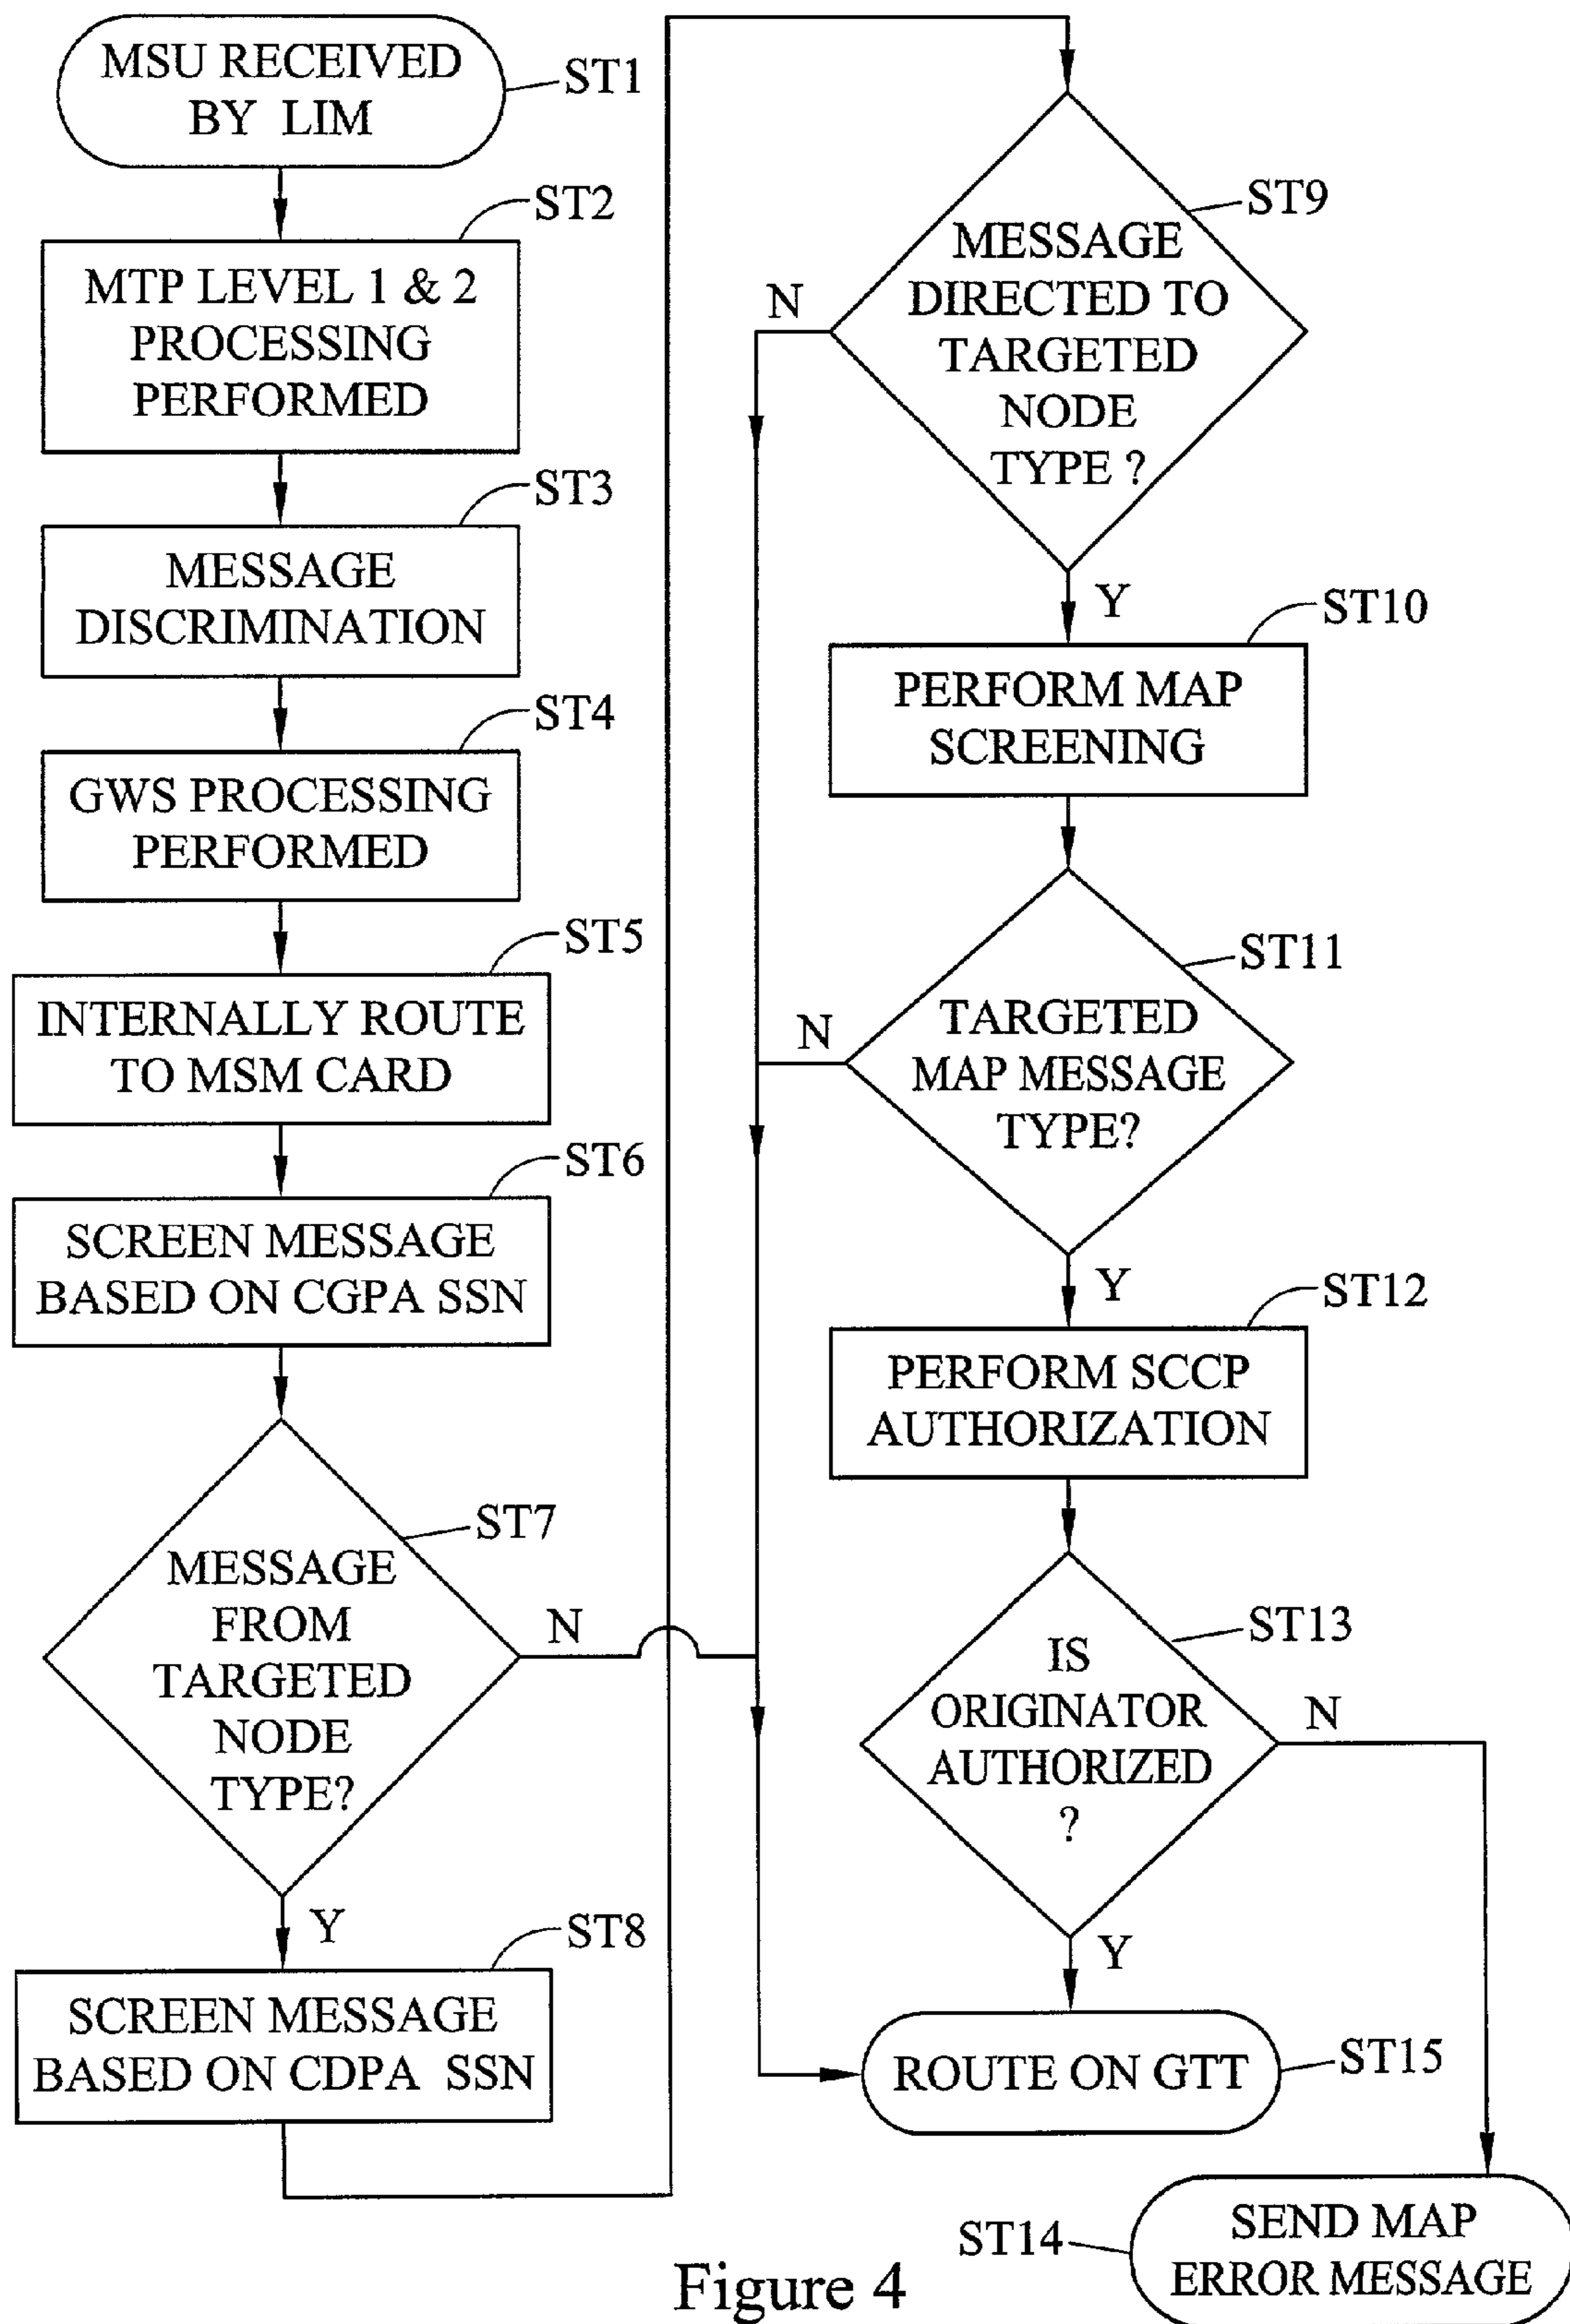 MSU RECEIVED
BY LIM
ST1
ST2
MTP LEVEL 1 & 2
PROCESSING
PERFORMED
ST3
MESSAGE
DISCRIMINATION
ST4
GWS PROCESSING
PERFORMED
ST5
INTERNALLY ROUTE
TO MSM CARD
ST6
SCREEN MESSAGE
BASED ON CGPA SSN
ST7
MESSAGE
FROM
TARGETED
NODE
TYPE?
N
Y
ST8
SCREEN MESSAGE
BASED ON CDPA SSN
ST9
MESSAGE
DIRECTED TO
TARGETED
NODE
TYPE ?
N
Y
ST10
PERFORM MAP
SCREENING
ST11
TARGETED
MAP MESSAGE
TYPE?
N
Y
ST12
PERFORM SCCP
AUTHORIZATION
ST13
IS
ORIGINATOR
AUTHORIZED
?
N
Y
ROUTE ON GTT
ST15
ST14
SEND MAP
ERROR MESSAGE
Figure 4